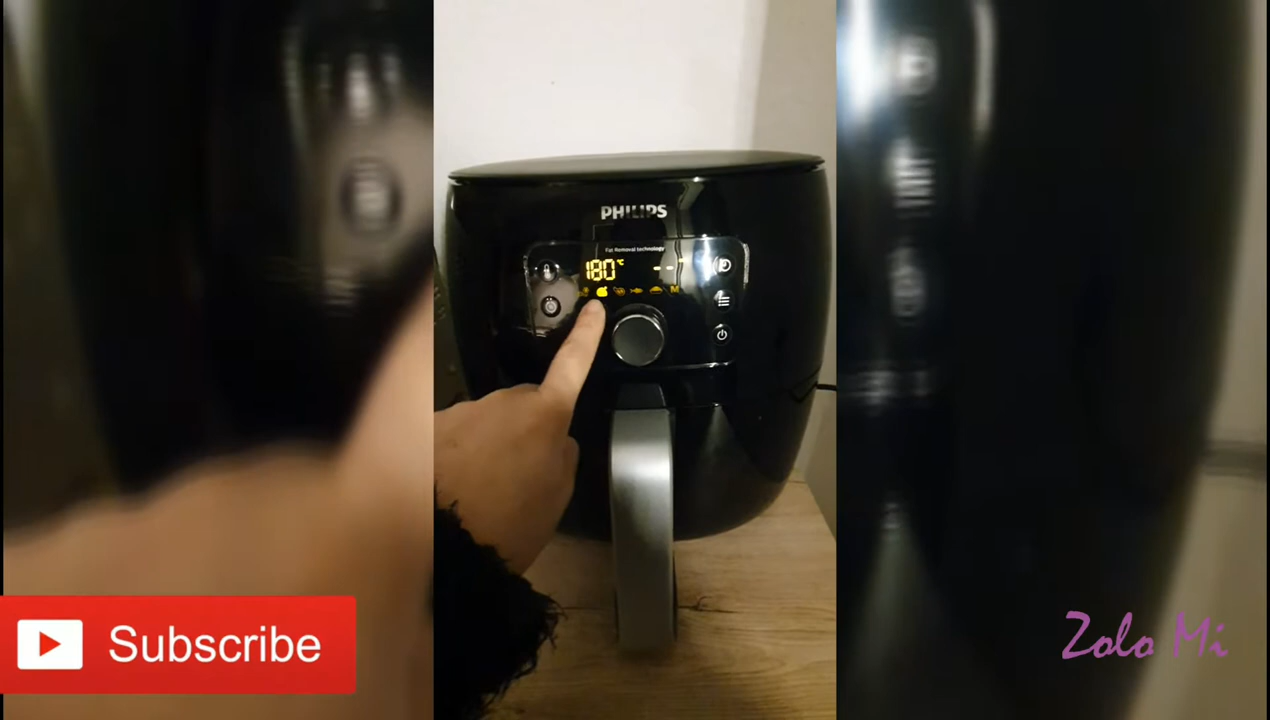 PHILIPS
Fat Removal technology
180°C --
M
Subscribe
Zolo Mi